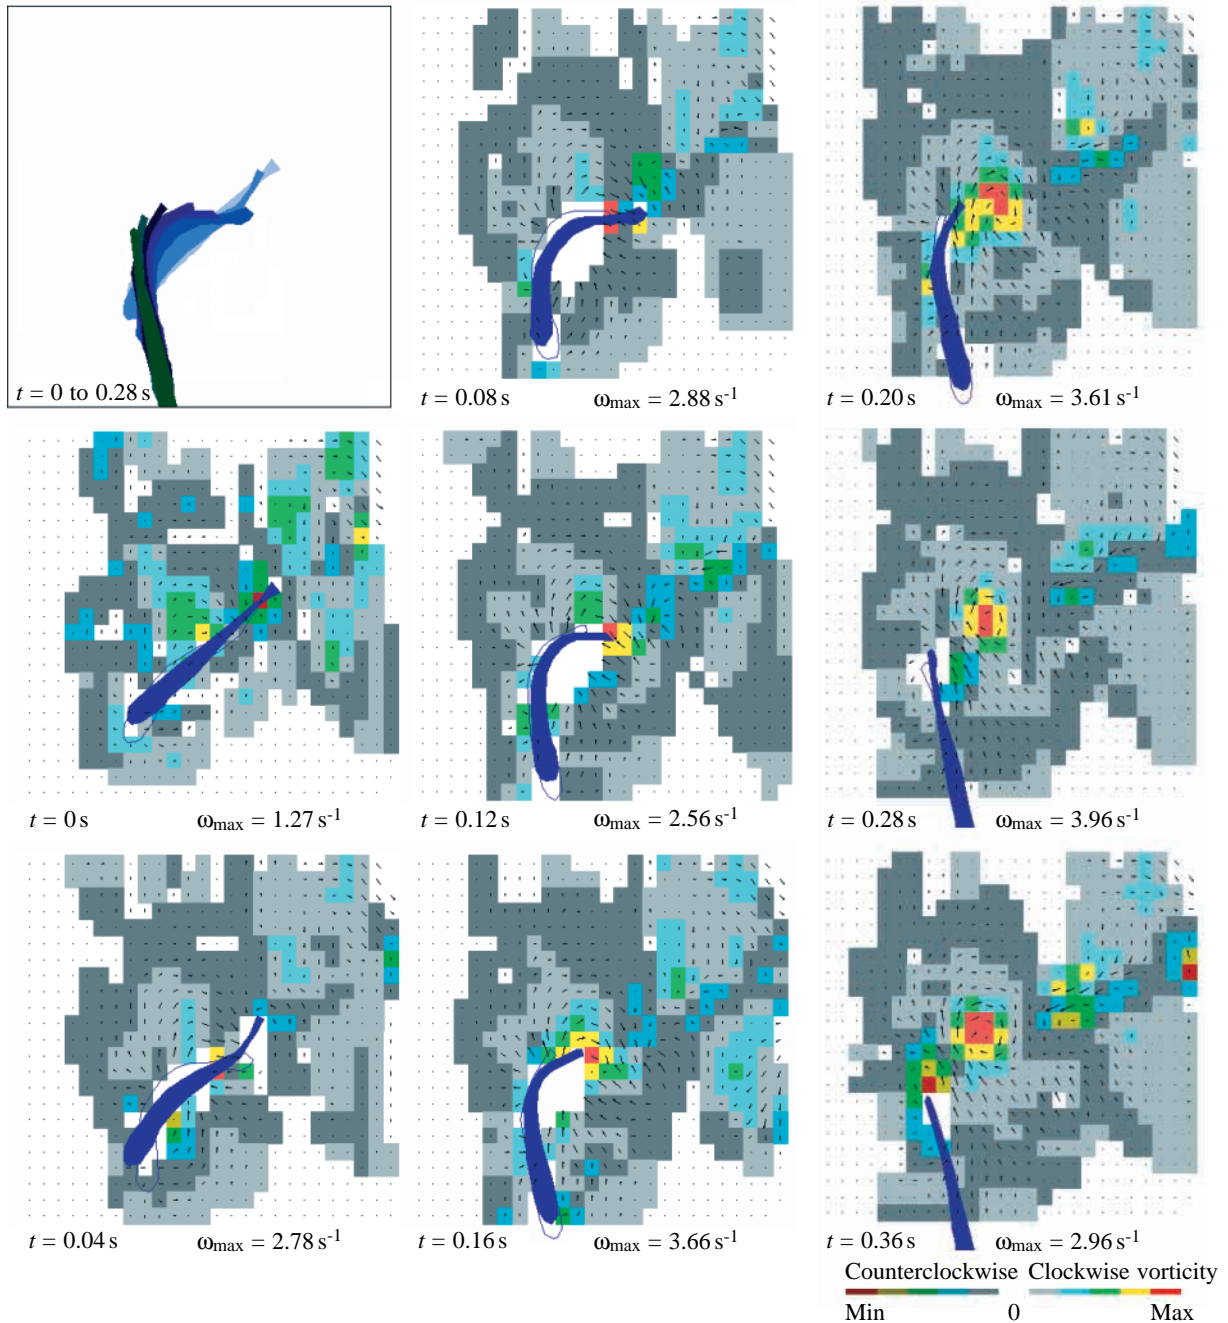 t = 0 to 0.28 s
t = 0.08 s ωmax = 2.88 s-1
t = 0.20 s ωmax = 3.61 s-1
t = 0 s ωmax = 1.27 s-1
t = 0.12 s ωmax = 2.56 s-1
t = 0.28 s ωmax = 3.96 s-1
t = 0.04 s ωmax = 2.78 s-1
t = 0.16 s ωmax = 3.66 s-1
t = 0.36 s ωmax = 2.96 s-1
Counterclockwise Clockwise vorticity
Min 0 Max